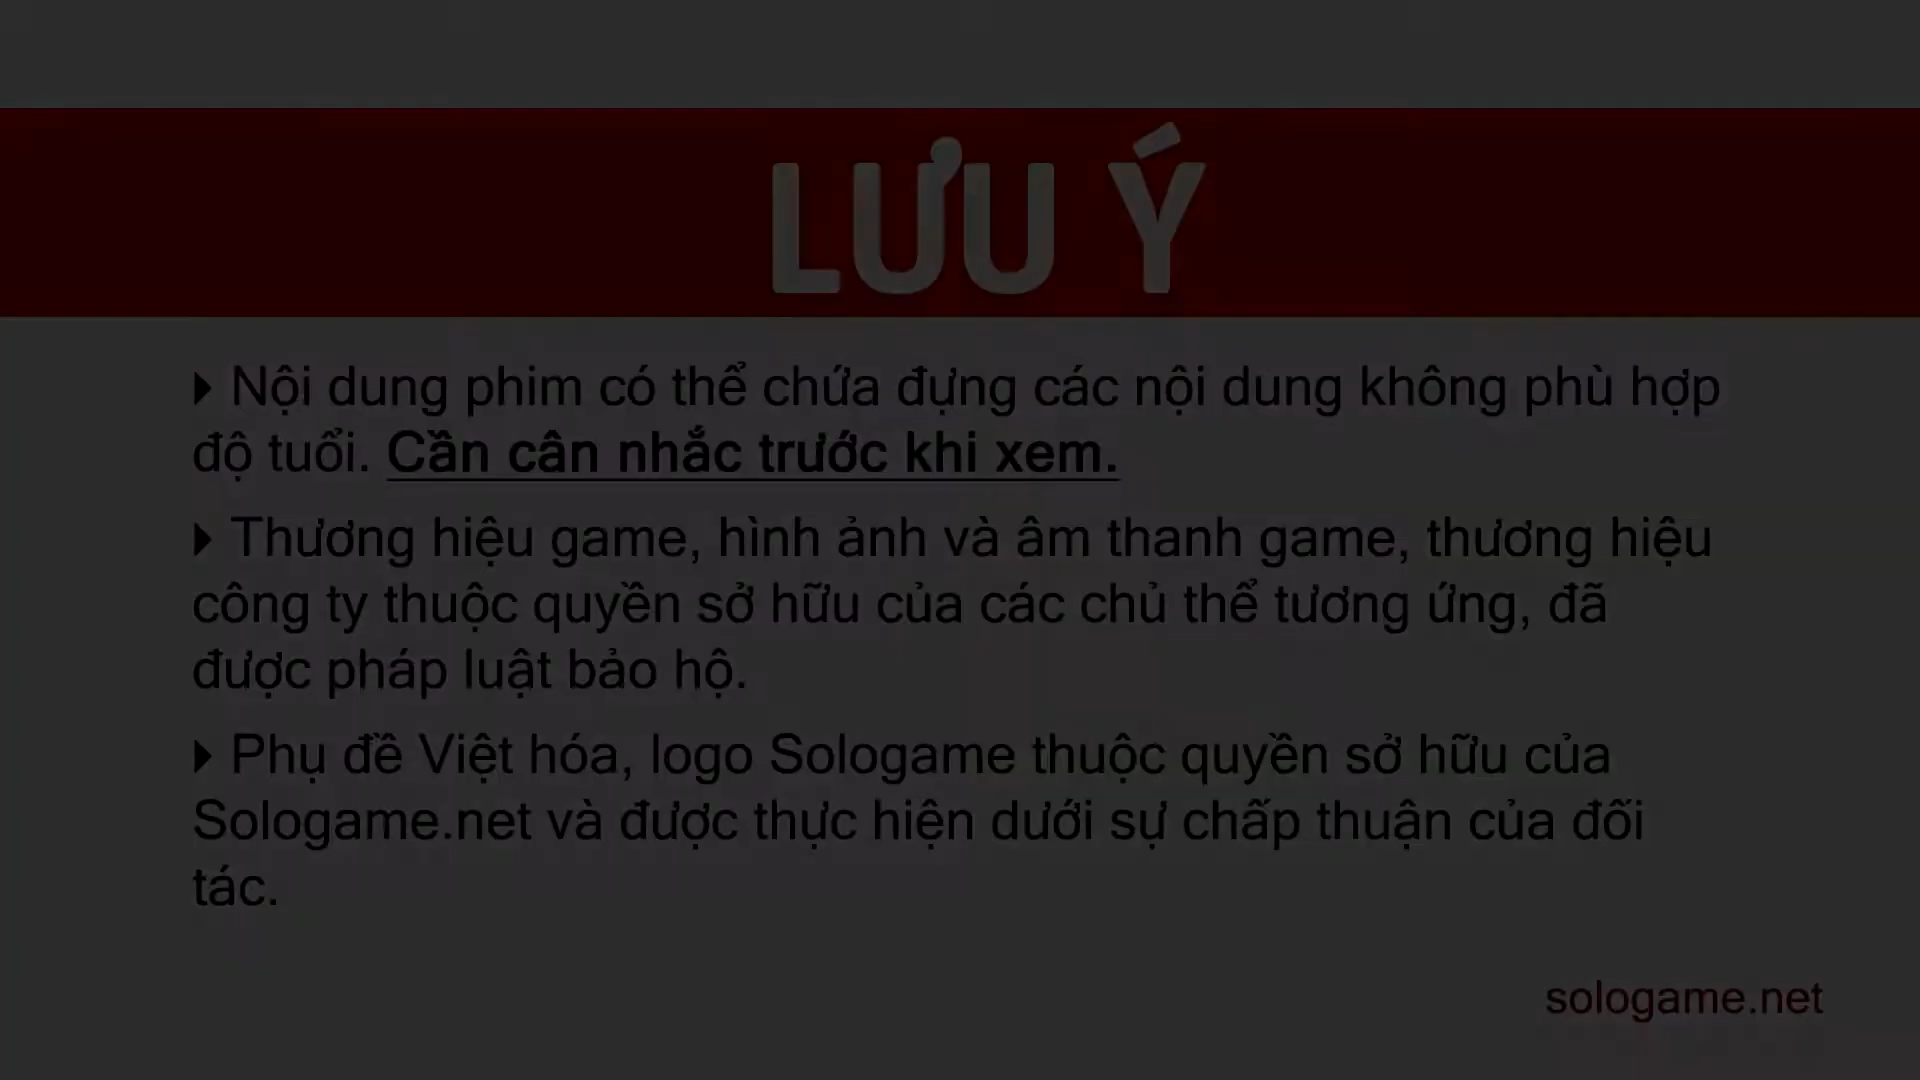 LƯU Ý
Nội dung phim có thể chứa đựng các nội dung không phù hợp
độ tuổi. Cần cân nhắc trước khi xem.
Thương hiệu game, hình ảnh và âm thanh game, thương hiệu
công ty thuộc quyền sở hữu của các chủ thể tương ứng, đã
được pháp luật bảo hộ.
Phụ đề Việt hóa, logo Sologame thuộc quyền sở hữu của
Sologame.net và được thực hiện dưới sự chấp thuận của đối
tác.
sologame.net